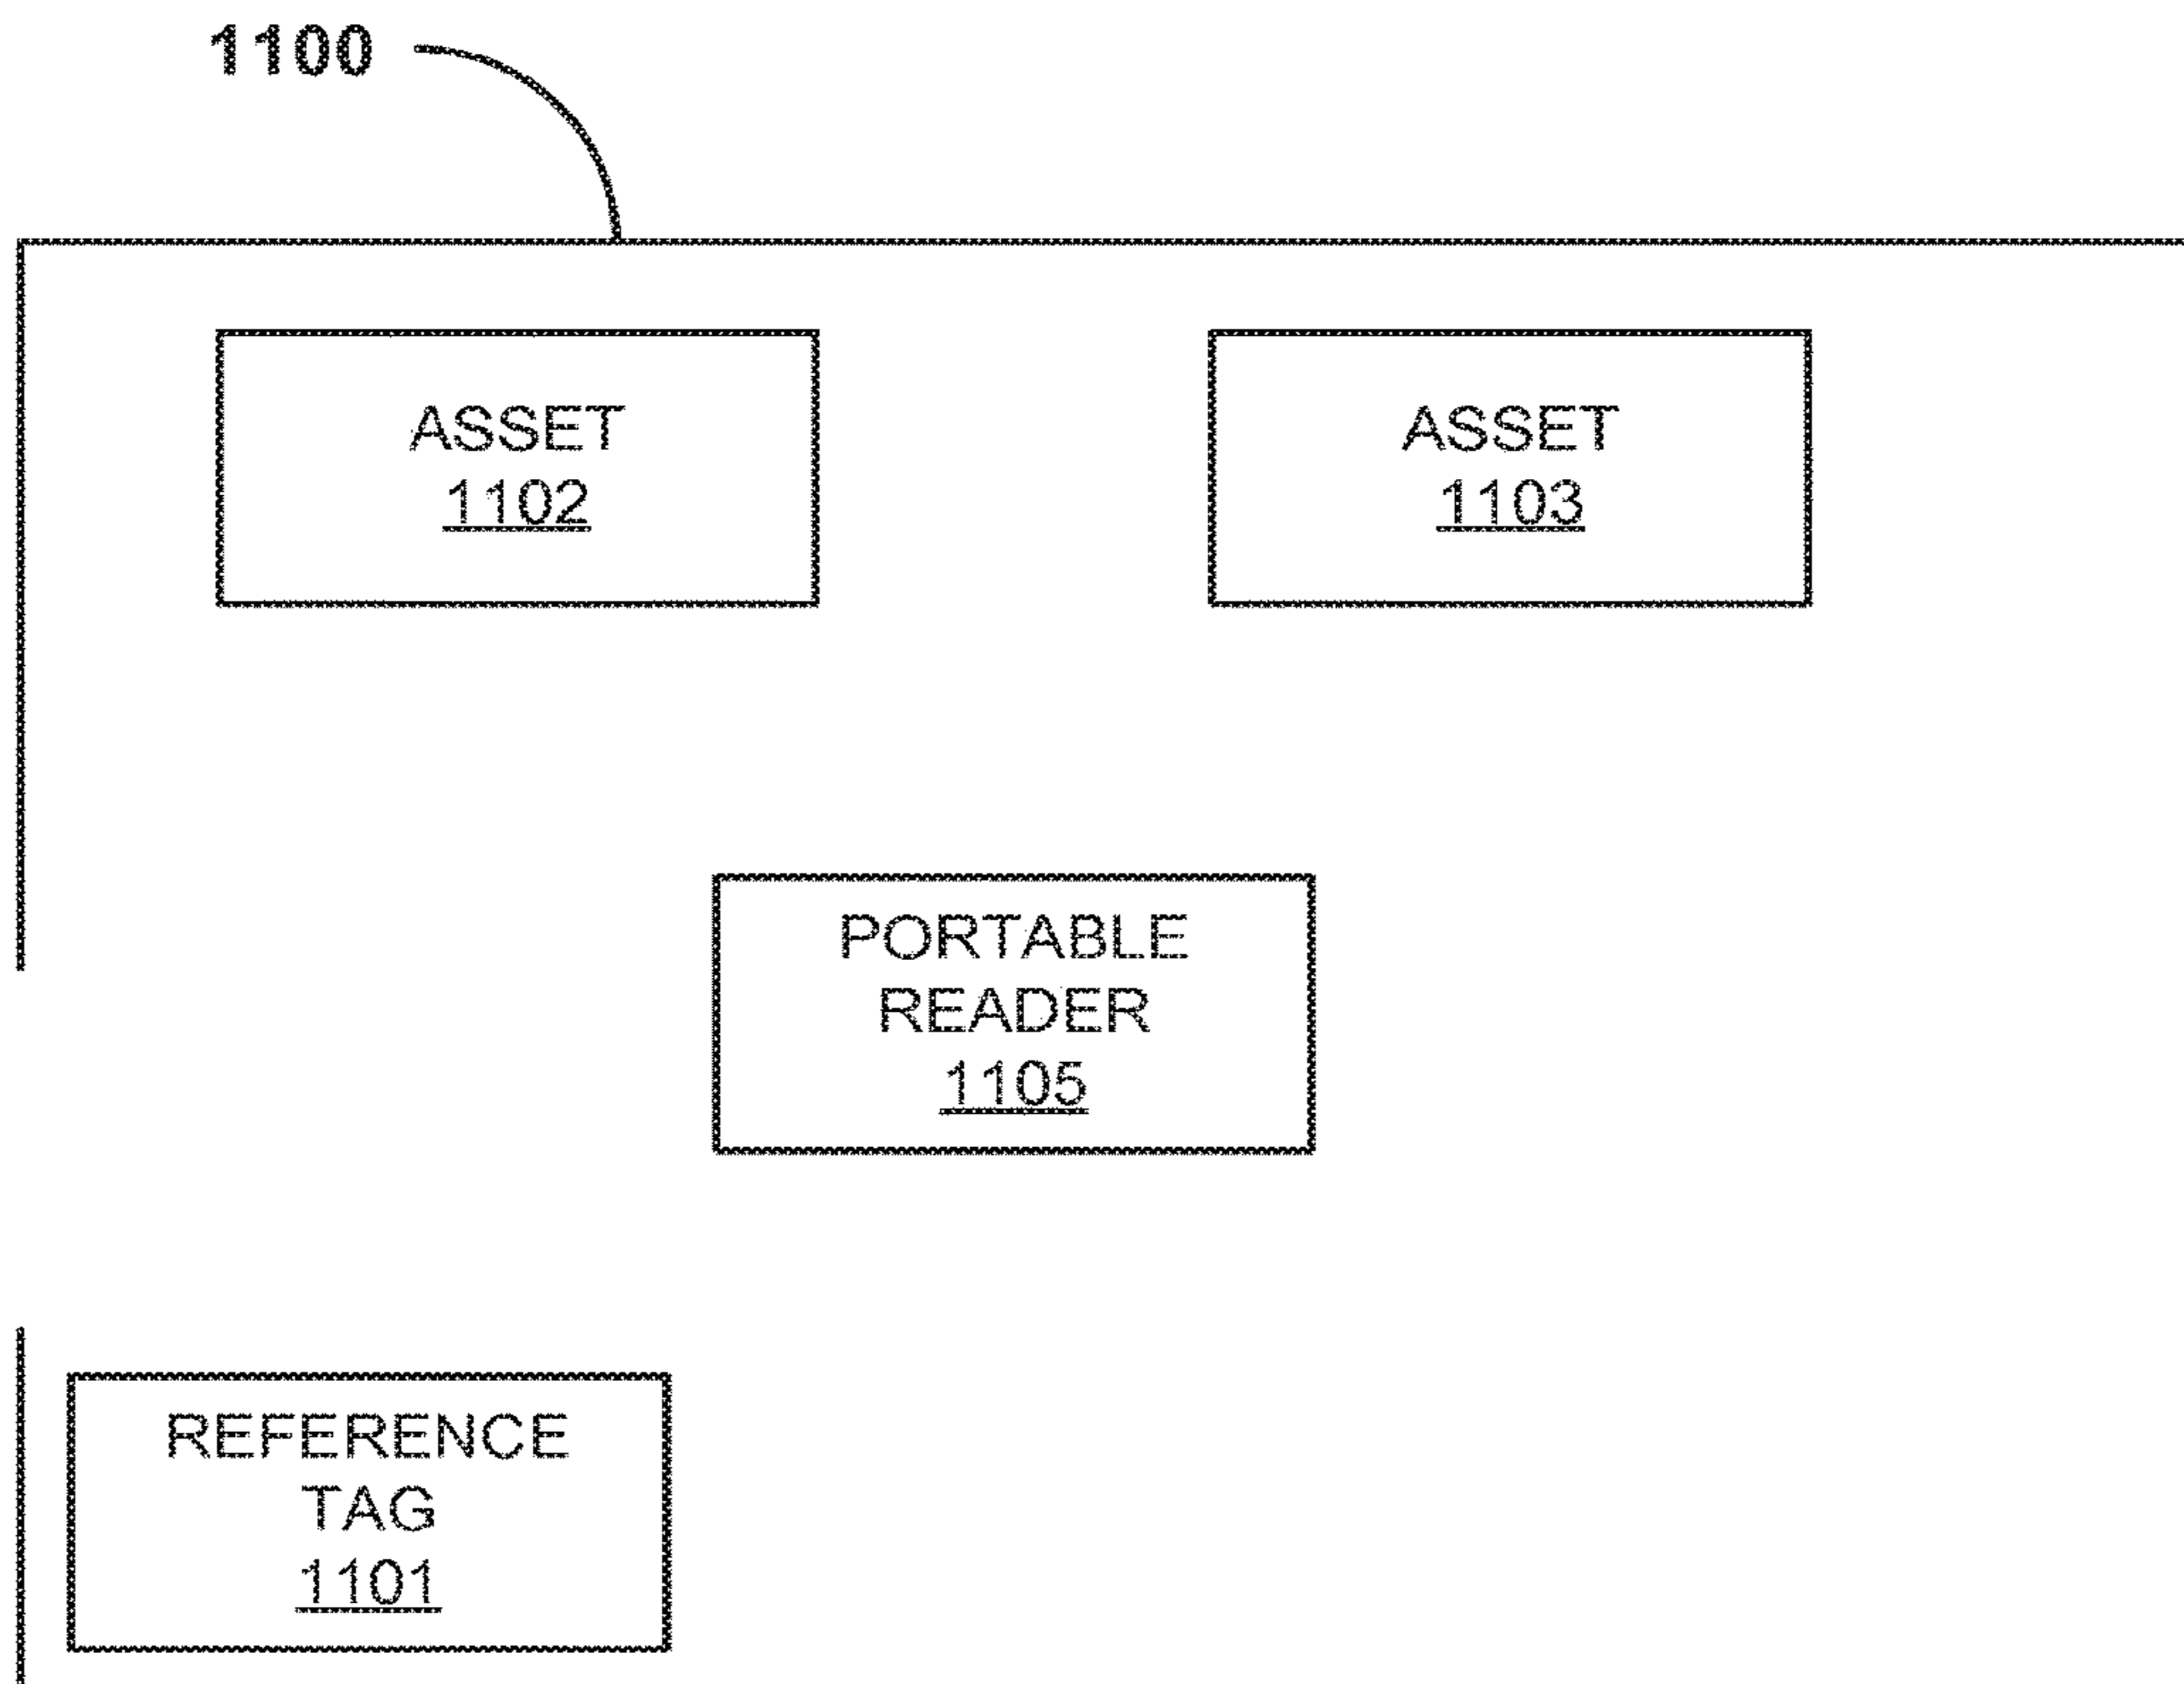 1100
ASSET
1102
ASSET
1103
PORTABLE
READER
1105
REFERENCE
TAG
1101